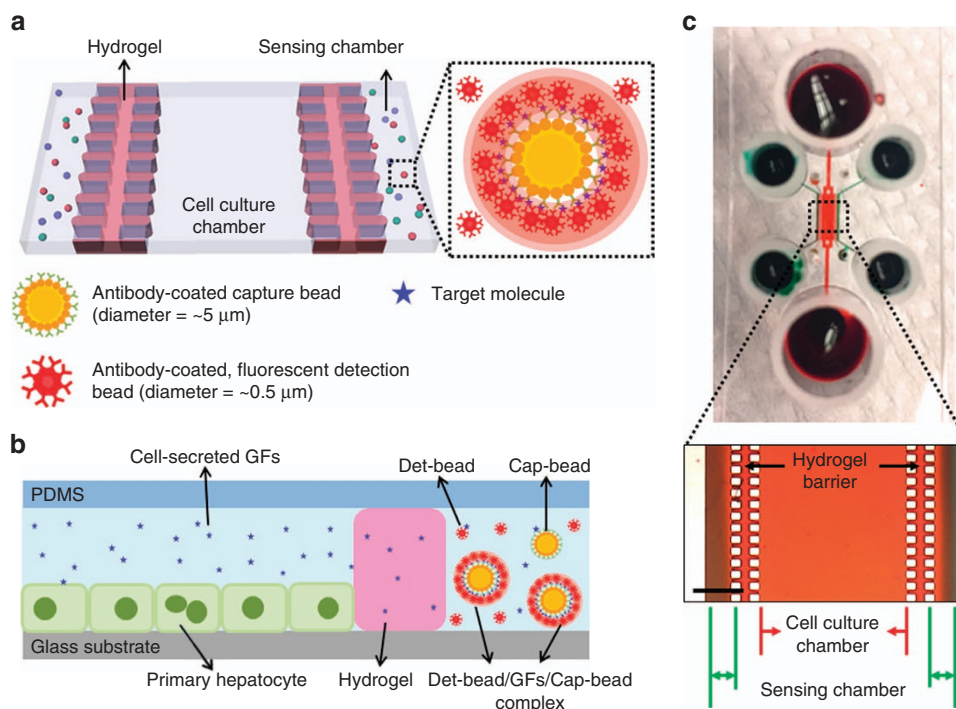 a
Hydrogel
Sensing chamber
Cell culture
chamber
Antibody-coated capture bead
(diameter = ~5 μm)
Target molecule
Antibody-coated, fluorescent detection
bead (diameter = ~0.5 μm)
b
Cell-secreted GFs
Det-bead
Cap-bead
PDMS
Glass substrate
Primary hepatocyte
Hydrogel
Det-bead/GFs/Cap-bead
complex
c
Hydrogel
barrier
Cell culture
chamber
Sensing chamber